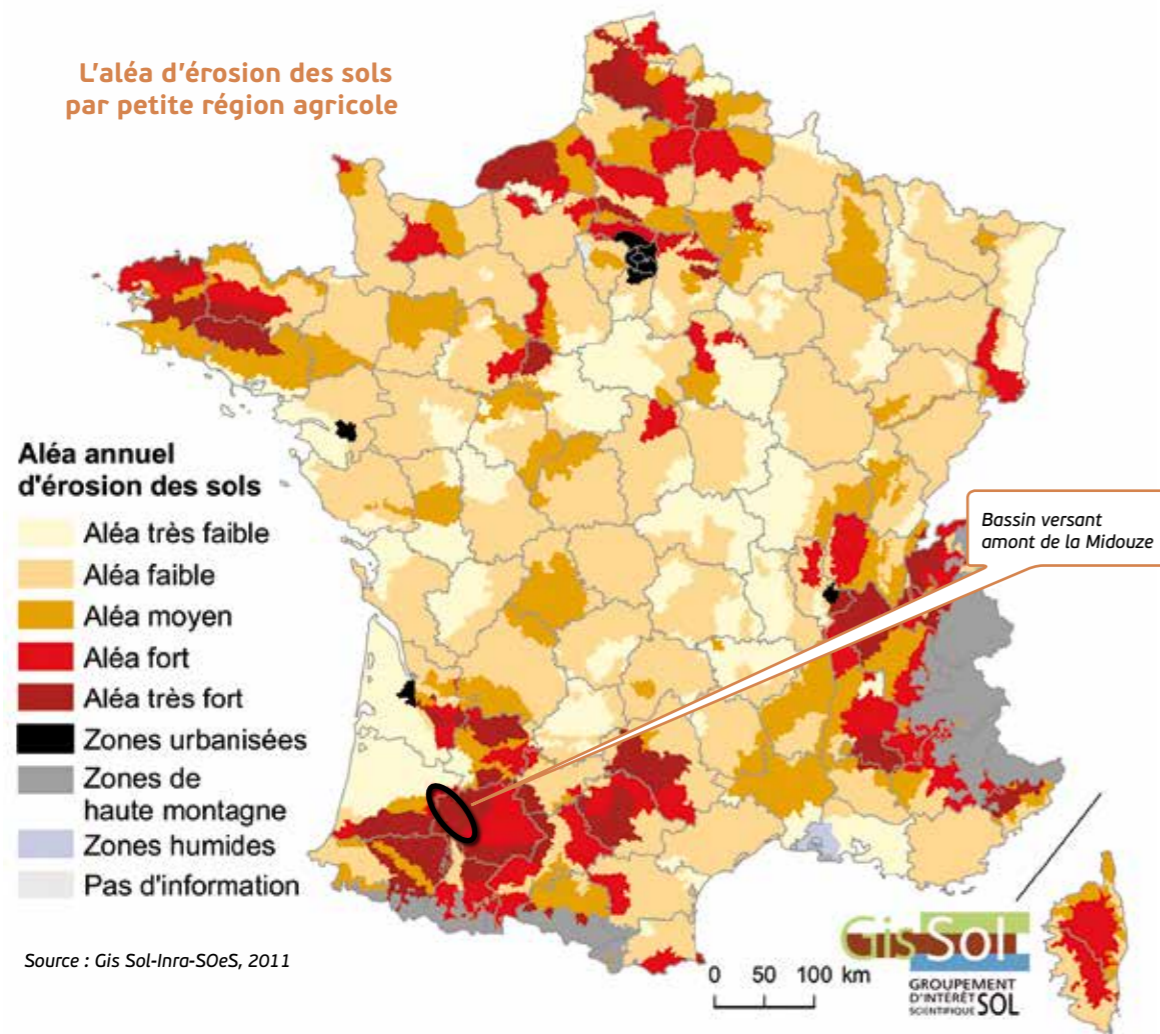 L'aléa d'érosion des sols
par petite région agricole
Aléa annuel
d'érosion des sols
Aléa très faible
Aléa faible
Aléa moyen
Aléa fort
Aléa très fort
Zones urbanisées
Zones de
haute montagne
Zones humides
Pas d'information
Source : Gis Sol-Inra-SOeS, 2011
Bassin versant
amont de la Midouze
0 50 100 km
Gis Sol
GROUPEMENT
D'INTÉRÊT
SCIENTIFIQUE SOL